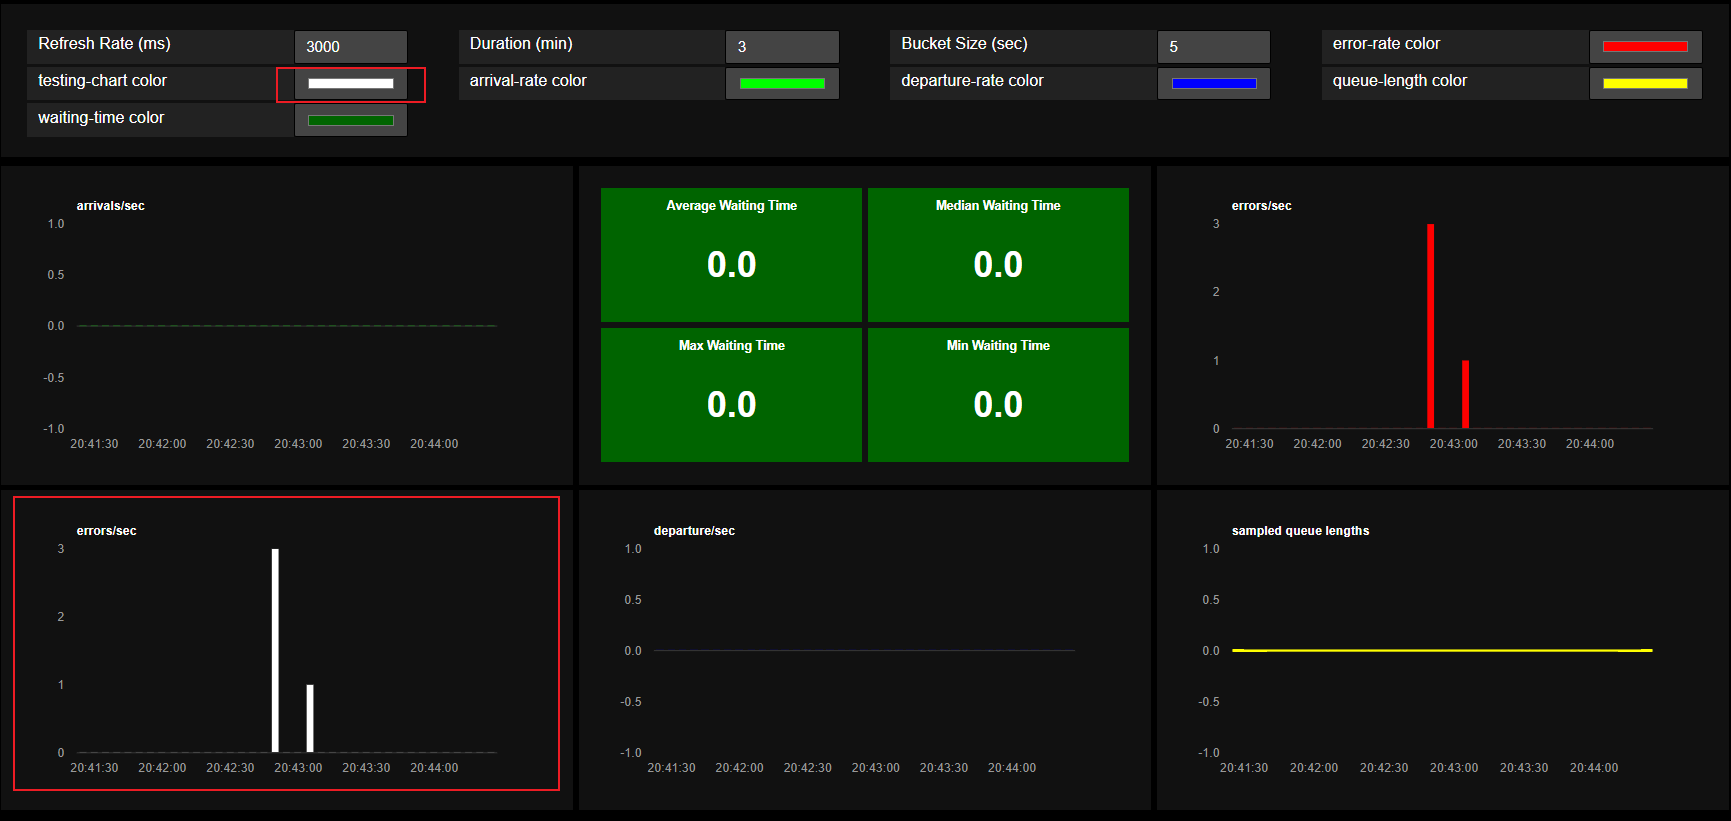 Refresh Rate (ms) 3000 Duration (min) 3 Bucket Size (sec) 5 error-rate color
testing-chart color arrival-rate color departure-rate color queue-length color
waiting-time color
arrivals/sec
1.0
0.5
0.0
-0.5
-1.0
20:41:30 20:42:00 20:42:30 20:43:00 20:43:30 20:44:00
Average Waiting Time
0.0
Median Waiting Time
0.0
Max Waiting Time
0.0
Min Waiting Time
0.0
errors/sec
3
2
1
0
20:41:30 20:42:00 20:42:30 20:43:00 20:43:30 20:44:00
errors/sec
3
2
1
0
20:41:30 20:42:00 20:42:30 20:43:00 20:43:30 20:44:00
departure/sec
1.0
0.5
0.0
-0.5
-1.0
20:41:30 20:42:00 20:42:30 20:43:00 20:43:30 20:44:00
sampled queue lengths
1.0
0.5
0.0
-0.5
-1.0
20:41:30 20:42:00 20:42:30 20:43:00 20:43:30 20:44:00